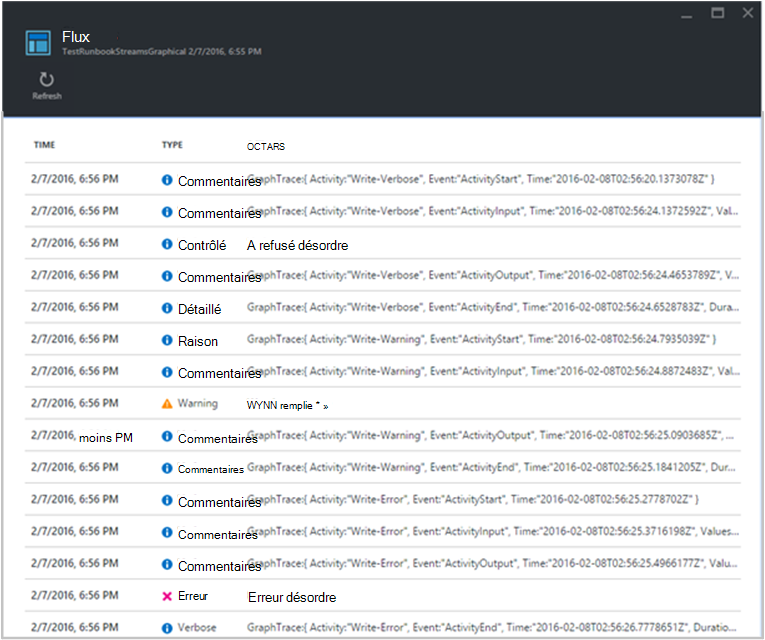 Flux
TestRunbookStreamsGraphical 2/7/2016, 6:55 PM
Refresh
TIME TYPE OCTARS
2/7/2016, 6:56 PM Commentaires GraphTrace:{ Activity:"Write-Verbose", Event:"ActivityStart", Time:"2016-02-08T02:56:20.1373078Z" }
2/7/2016, 6:56 PM Commentaires GraphTrace:{ Activity:"Write-Verbose", Event:"ActivityInput", Time:"2016-02-08T02:56:24.1372592Z", Val...
2/7/2016, 6:56 PM Contrôlé A refusé désordre
2/7/2016, 6:56 PM Commentaires GraphTrace:{ Activity:"Write-Verbose", Event:"ActivityOutput", Time:"2016-02-08T02:56:24.4653789Z", V...
2/7/2016, 6:56 PM Détaillé GraphTrace:{ Activity:"Write-Verbose", Event:"ActivityEnd", Time:"2016-02-08T02:56:24.6528783Z", Dura...
2/7/2016, 6:56 PM Raison GraphTrace:{ Activity:"Write-Warning", Event:"ActivityStart", Time:"2016-02-08T02:56:24.7935039Z" }
2/7/2016, 6:56 PM Commentaires GraphTrace:{ Activity:"Write-Warning", Event:"ActivityInput", Time:"2016-02-08T02:56:24.8872483Z", Val...
2/7/2016, 6:56 PM Warning WYNN remplie * »
2/7/2016, moins PM Commentaires GraphTrace:{ Activity:"Write-Warning", Event:"ActivityOutput", Time:"2016-02-08T02:56:25.0903685Z", ...
2/7/2016, 6:56 PM Commentaires GraphTrace:{ Activity:"Write-Warning", Event:"ActivityEnd", Time:"2016-02-08T02:56:25.1841205Z", Dur...
2/7/2016, 6:56 PM Commentaires GraphTrace:{ Activity:"Write-Error", Event:"ActivityStart", Time:"2016-02-08T02:56:25.2778702Z" }
2/7/2016, 6:56 PM Commentaires GraphTrace:{ Activity:"Write-Error", Event:"ActivityInput", Time:"2016-02-08T02:56:25.3716198Z", Values...
2/7/2016, 6:56 PM Commentaires GraphTrace:{ Activity:"Write-Error", Event:"ActivityOutput", Time:"2016-02-08T02:56:25.4966177Z", Valu...
2/7/2016, 6:56 PM Erreur Erreur désordre
2/7/2016, 6:56 PM Verbose GraphTrace:{ Activity:"Write-Error", Event:"ActivityEnd", Time:"2016-02-08T02:56:26.7778651Z", Duratio...